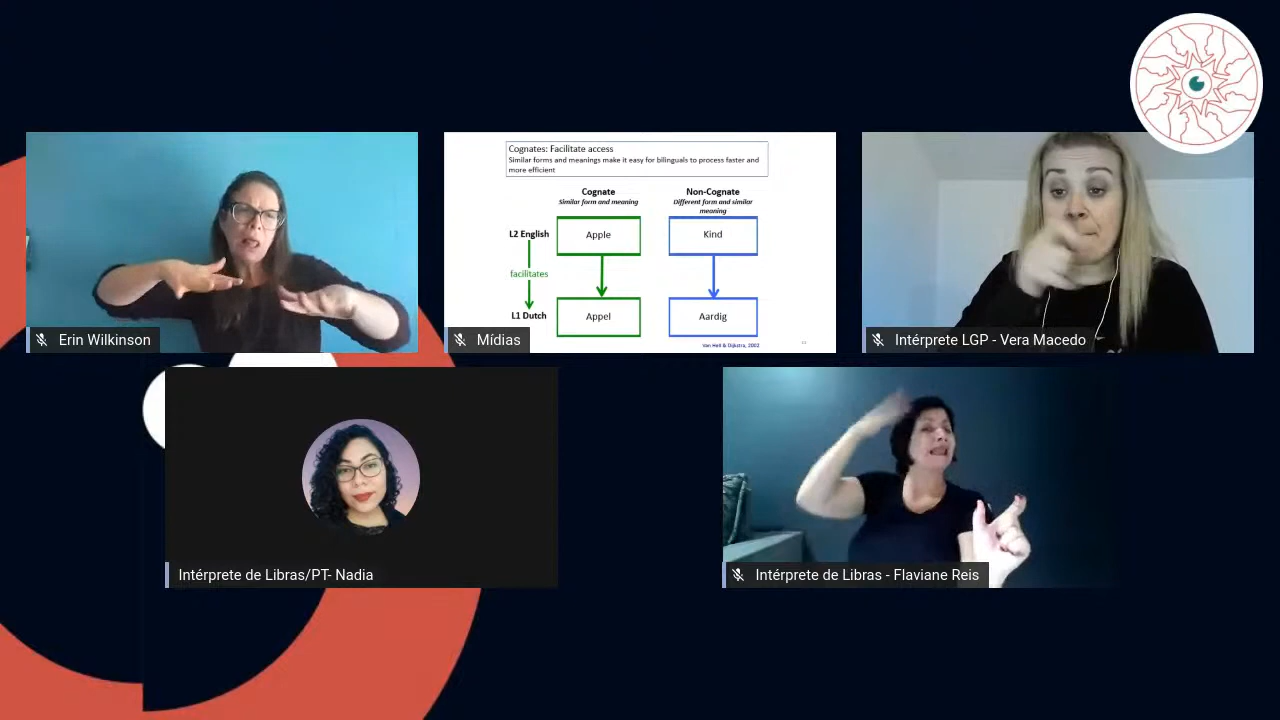 Cognates: Facilitate access
Similar forms and meanings make it easy for bilinguals to process faster and
more efficient
Cognate
Similar form and meaning
Non-Cognate
Different form and similar
meaning
L2 English
Apple
Kind
facilitates
L1 Dutch
Appel
Aardig
Van Hell & Dijkstra, 2002
Erin Wilkinson
Mídias
Intérprete LGP - Vera Macedo
Intérprete de Libras/PT- Nadia
Intérprete de Libras - Flaviane Reis